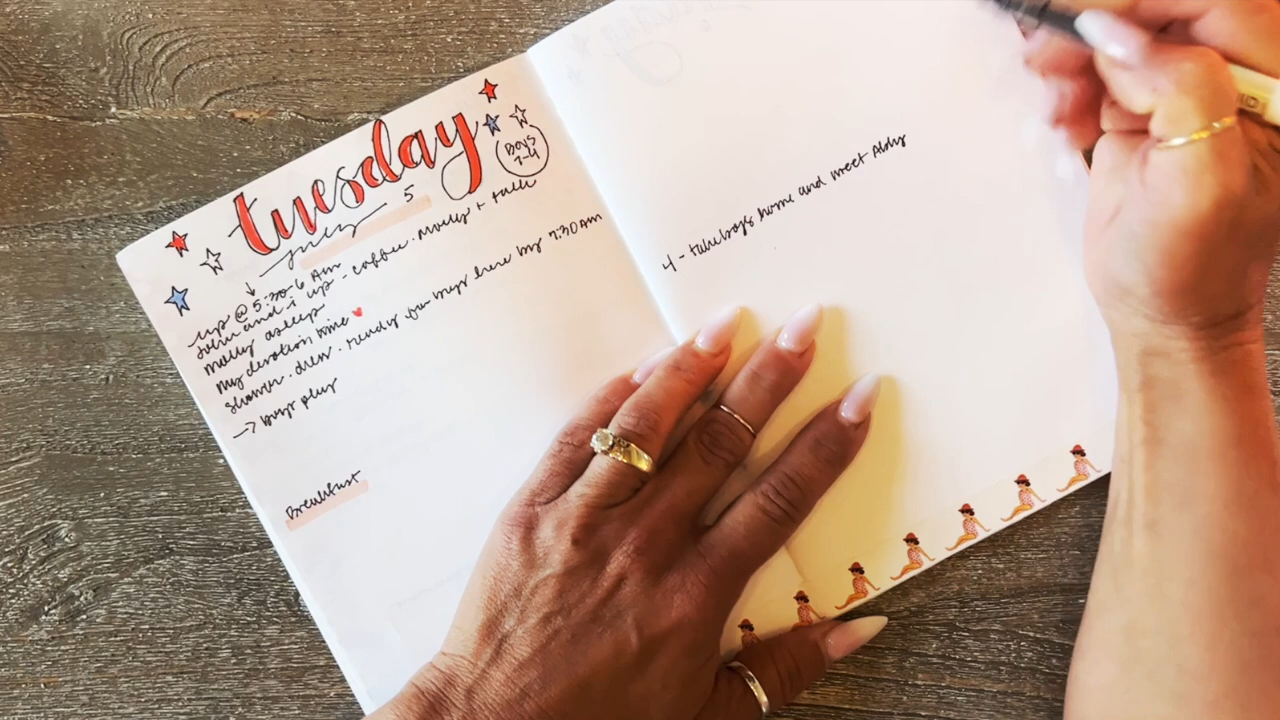 tuesday
july 5
BOYS
7-4
up @ 5:30-6 Am
John and i up - coffee. Molly + talk
Molly asleep
My devotion time
shower. dress. ready for boys here by 7:30 Am
→ boys play
Breakfast
4 - take boys home and meet Aldy